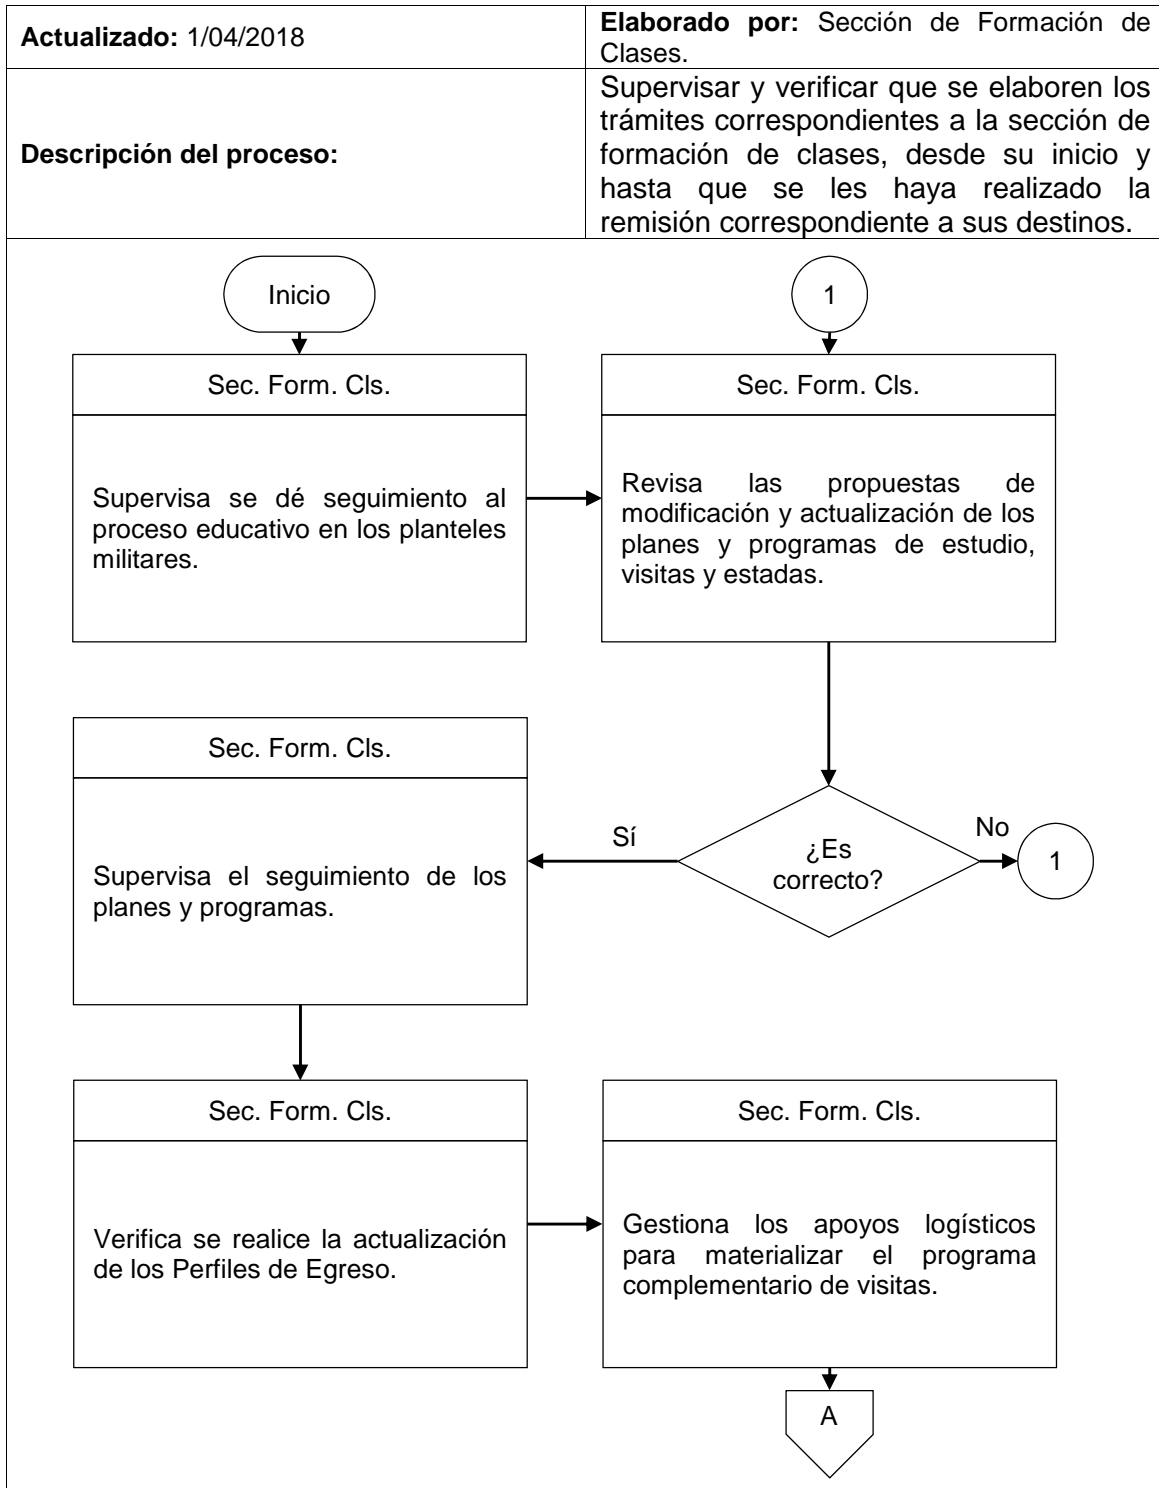 Actualizado: 1/04/2018
Elaborado por: Sección de Formación de
Clases.
Descripción del proceso:
Supervisar y verificar que se elaboren los
trámites correspondientes a la sección de
formación de clases, desde su inicio y
hasta que se les haya realizado la
remisión correspondiente a sus destinos.
Inicio
1
Sec. Form. Cls.
Supervisa se dé seguimiento al
proceso educativo en los planteles
militares.
Sec. Form. Cls.
Revisa las propuestas de
modificación y actualización de los
planes y programas de estudio,
visitas y estadas.
¿Es
correcto?
Sí
No
1
Sec. Form. Cls.
Supervisa el seguimiento de los
planes y programas.
Sec. Form. Cls.
Verifica se realice la actualización
de los Perfiles de Egreso.
Sec. Form. Cls.
Gestiona los apoyos logísticos
para materializar el programa
complementario de visitas.
A